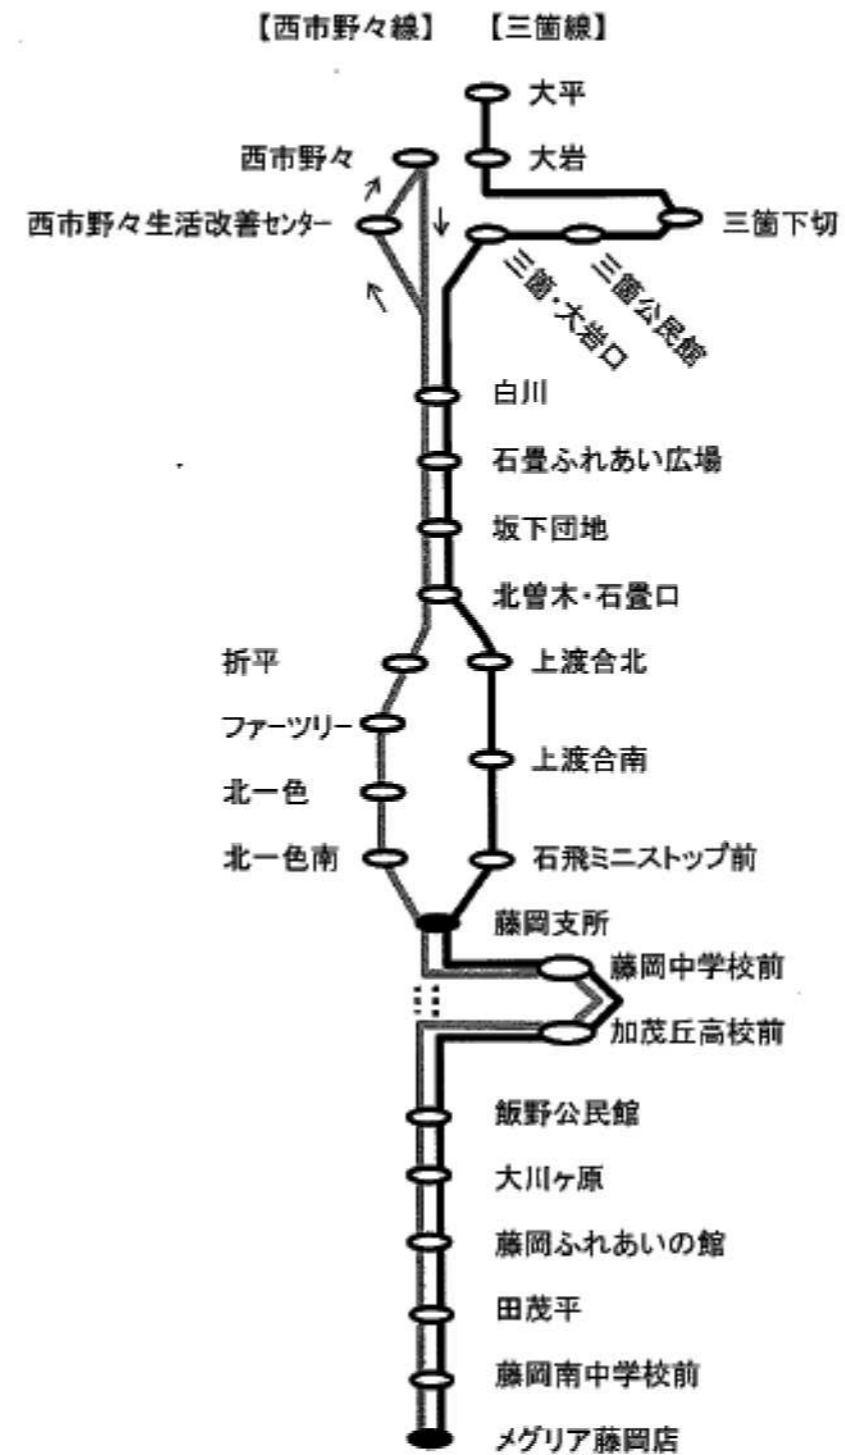 【西市野々線】 【三箇線】
大平
西市野々 大岩
西市野々生活改善センター 三箇下切
三箇・大岩口 三箇公民館
白川
石畳ふれあい広場
坂下団地
北曽木・石畳口
折平 上渡合北
ファーツリー
上渡合南
北一色
北一色南 石飛ミニストップ前
藤岡支所
藤岡中学校前
加茂丘高校前
飯野公民館
大川ヶ原
藤岡ふれあいの館
田茂平
藤岡南中学校前
メグリア藤岡店